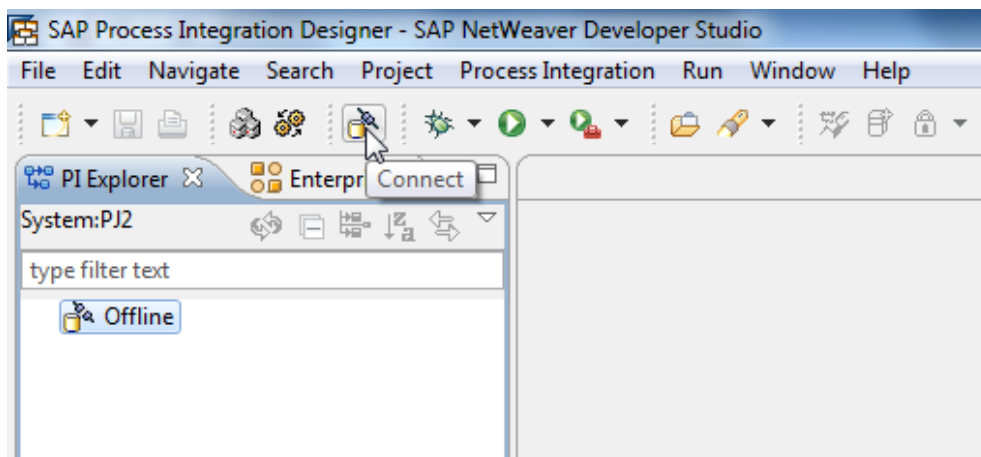 SAP Process Integration Designer - SAP NetWeaver Developer Studio
File Edit Navigate Search Project Process Integration Run Window Help
PI Explorer Enterpr
Connect
System:PJ2
type filter text
Offline